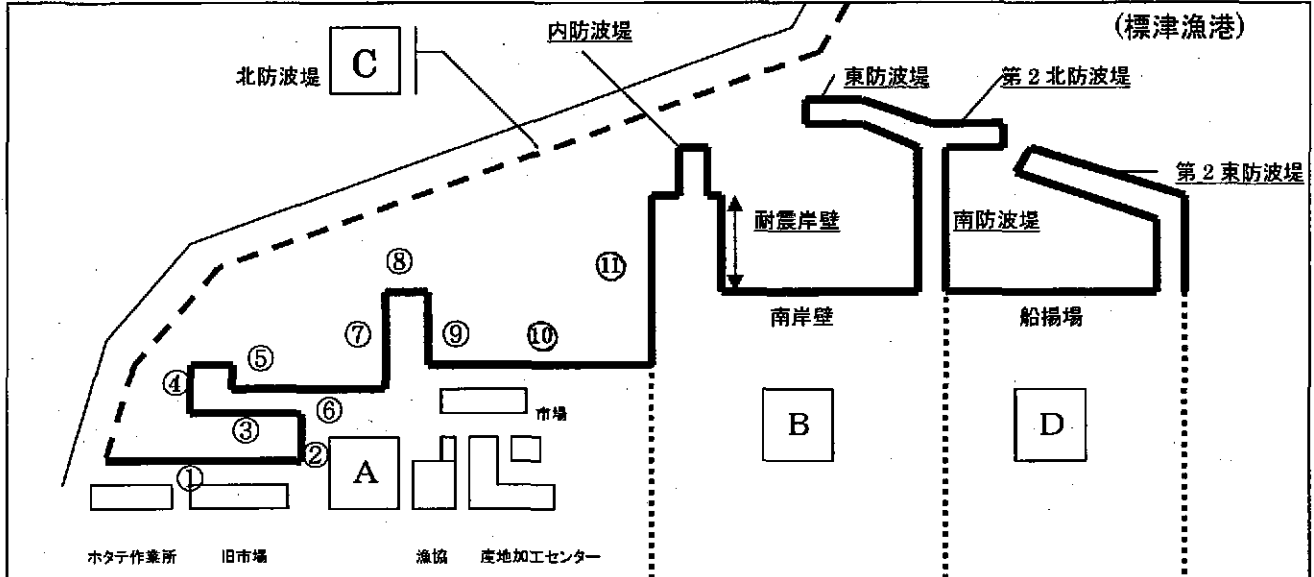 (標津漁港)
内防波堤
北防波堤
C
東防波堤
第2北防波堤
第2東防波堤
耐震岸壁
南防波堤
⑧
⑪
南岸壁
船揚場
⑦
⑨
⑩
⑤
④
⑥
市場
③
B
D
②
A
①
ホタテ作業所
旧市場
漁協
産地加工センター